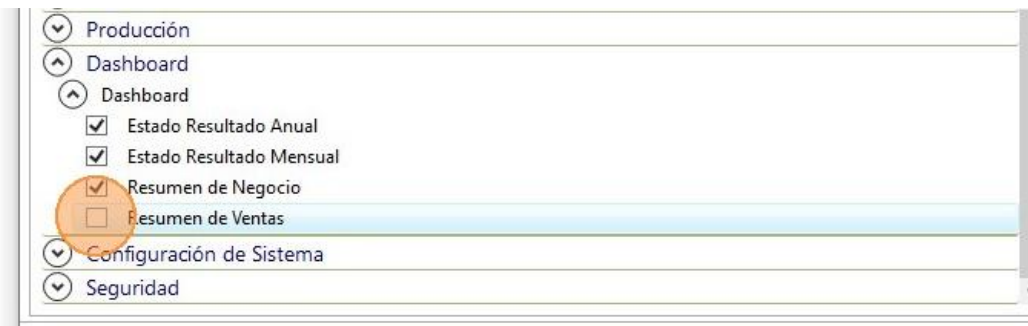 Producción
Dashboard
Dashboard
Estado Resultado Anual
Estado Resultado Mensual
Resumen de Negocio
Resumen de Ventas
Configuración de Sistema
Seguridad